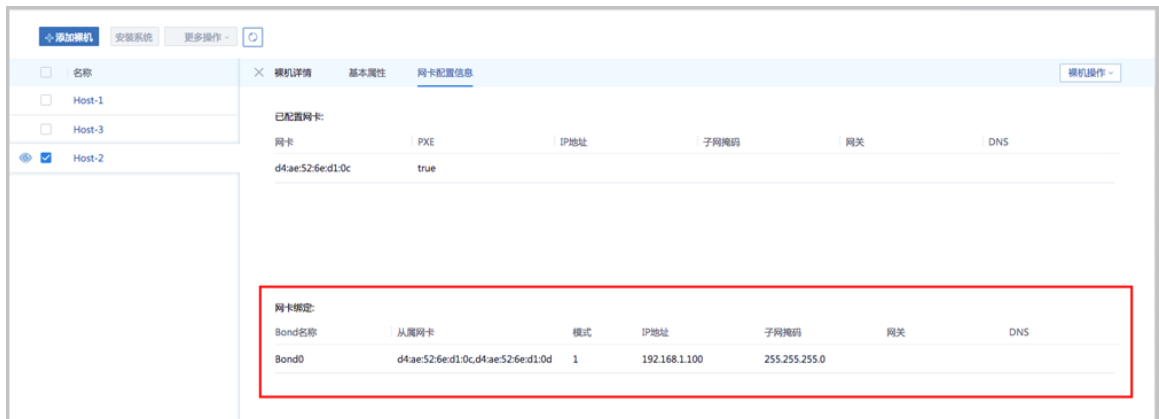 添加裸机 安装系统 更多操作
名称 裸机详情 基本属性 网卡配置信息 裸机操作
Host-1
Host-3
Host-2
已配置网卡:
网卡 PXE IP地址 子网掩码 网关 DNS
d4:ae:52:6e:d1:0c true
网卡绑定:
Bond名称 从属网卡 模式 IP地址 子网掩码 网关 DNS
Bond0 d4:ae:52:6e:d1:0c,d4:ae:52:6e:d1:0d 1 192.168.1.100 255.255.255.0